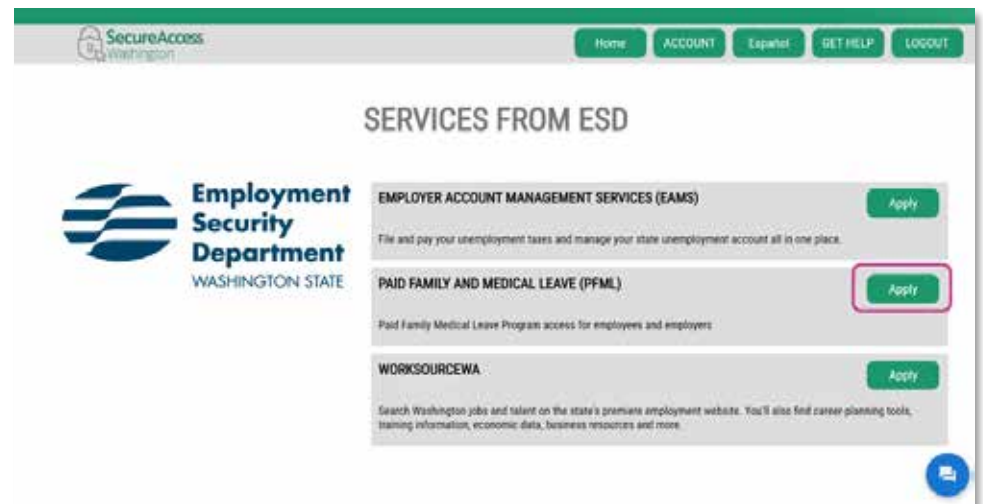 SecureAccess
Washington
Home
ACCOUNT
Español
GET HELP
LOGOUT
SERVICES FROM ESD
Employment
Security
Department
WASHINGTON STATE
EMPLOYER ACCOUNT MANAGEMENT SERVICES (EAMS)
Apply
File and pay your unemployment taxes and manage your state unemployment account all in one place.
PAID FAMILY AND MEDICAL LEAVE (PFML)
Apply
Paid Family Medical Leave Program access for employees and employers
WORKSOURCEWA
Apply
Search Washington jobs and talent on the state's premiere employment website. You'll also find career-planning tools,
training information, economic data, business resources and more.